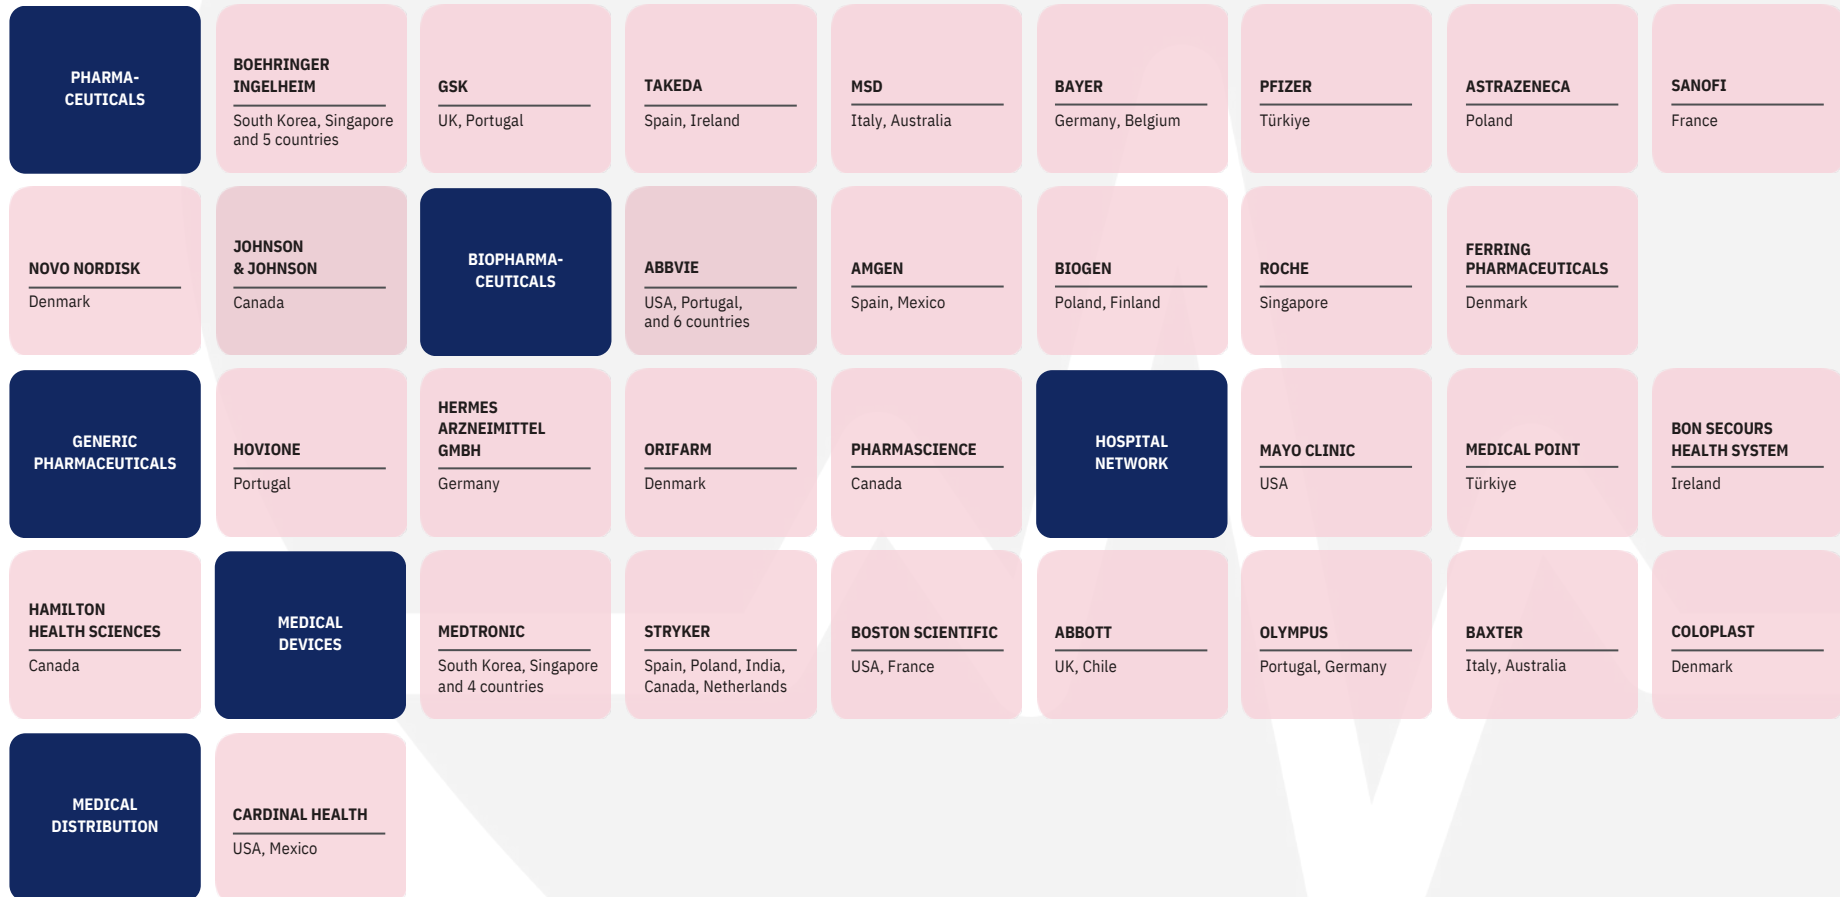 PHARMA-
CEUTICALS
BOEHRINGER
INGELHEIM
South Korea, Singapore
and 5 countries
GSK
UK, Portugal
TAKEDA
Spain, Ireland
MSD
Italy, Australia
BAYER
Germany, Belgium
PFIZER
Türkiye
ASTRAZENECA
Poland
SANOFI
France
NOVO NORDISK
Denmark
JOHNSON
& JOHNSON
Canada
BIOPHARMA-
CEUTICALS
ABBVIE
USA, Portugal,
and 6 countries
AMGEN
Spain, Mexico
BIOGEN
Poland, Finland
ROCHE
Singapore
FERRING
PHARMACEUTICALS
Denmark
GENERIC
PHARMACEUTICALS
HOVIONE
Portugal
HERMES
ARZNEIMITTEL
GMBH
Germany
ORIFARM
Denmark
PHARMASCIENCE
Canada
HOSPITAL
NETWORK
MAYO CLINIC
USA
MEDICAL POINT
Türkiye
BON SECOURS
HEALTH SYSTEM
Ireland
HAMILTON
HEALTH SCIENCES
Canada
MEDICAL
DEVICES
MEDTRONIC
South Korea, Singapore
and 4 countries
STRYKER
Spain, Poland, India,
Canada, Netherlands
BOSTON SCIENTIFIC
USA, France
ABBOTT
UK, Chile
OLYMPUS
Portugal, Germany
BAXTER
Italy, Australia
COLOPLAST
Denmark
MEDICAL
DISTRIBUTION
CARDINAL HEALTH
USA, Mexico